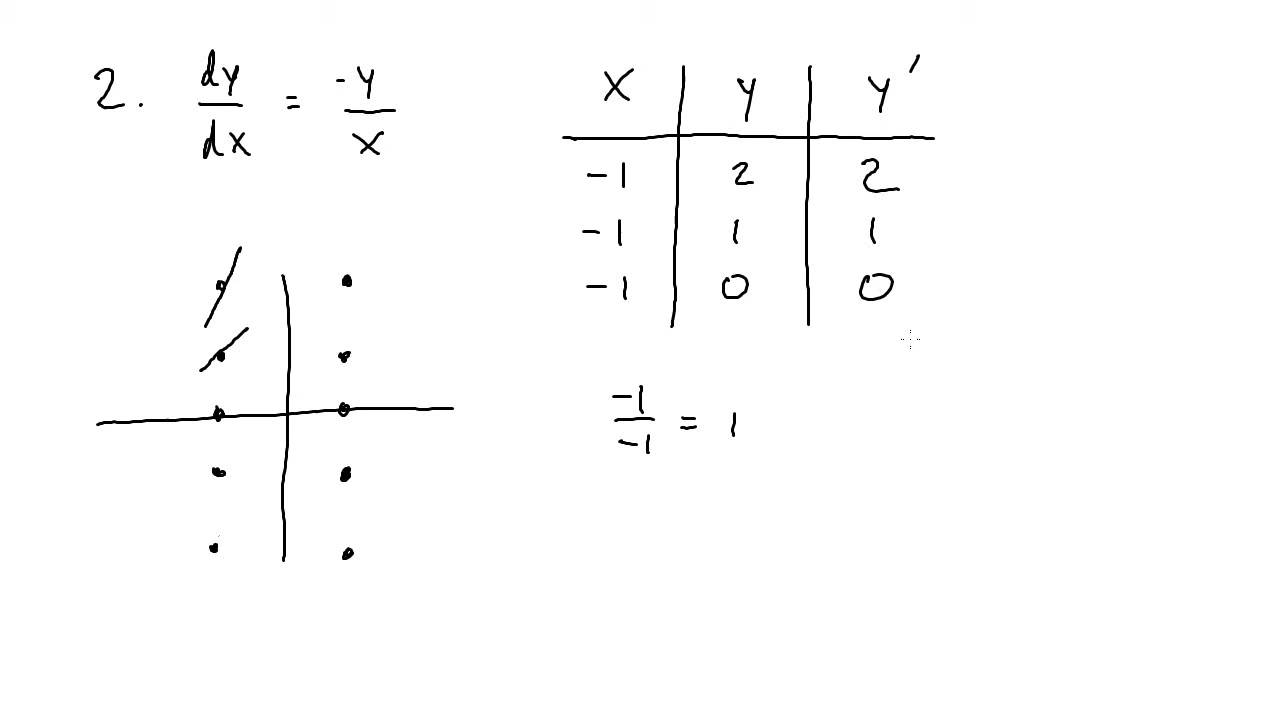 2. dy/dx = -y/x
x y y'
-1 2 2
-1 1 1
-1 0 0
-1/-1 = 1